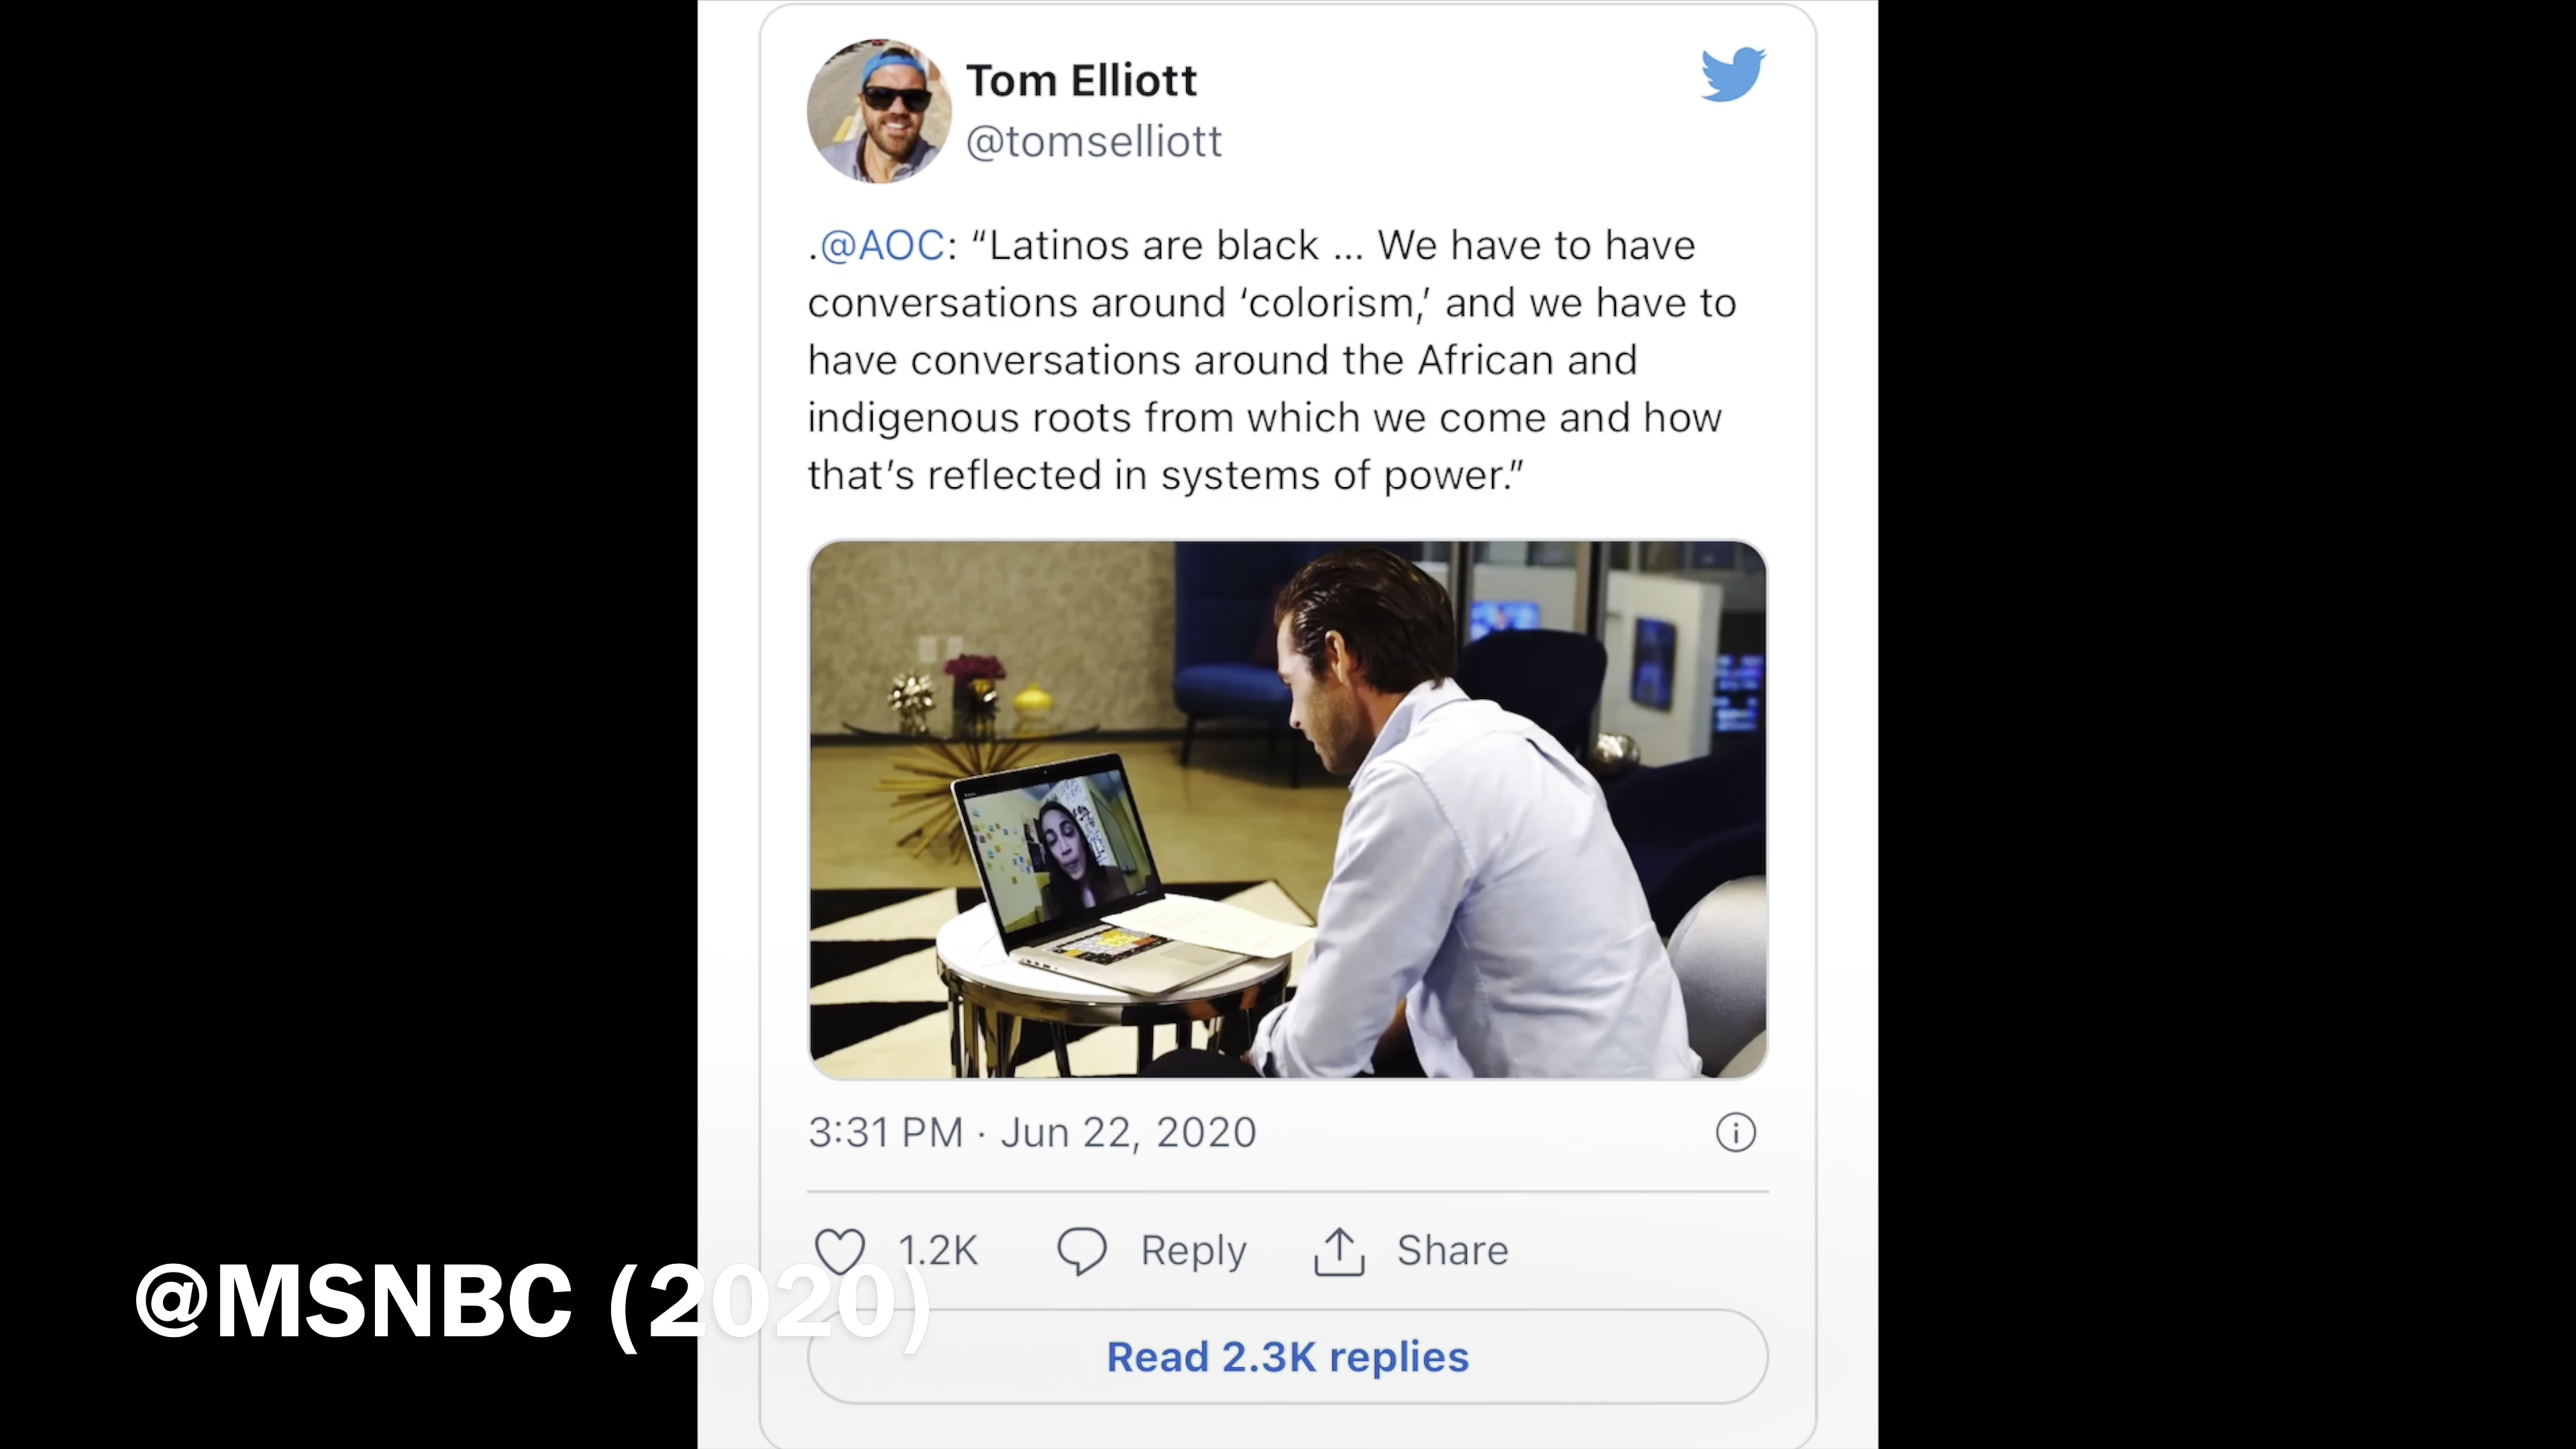 Tom Elliott
@tomselliott
.@AOC: “Latinos are black ... We have to have
conversations around ‘colorism,’ and we have to
have conversations around the African and
indigenous roots from which we come and how
that’s reflected in systems of power.”
3:31 PM · Jun 22, 2020
1.2K Reply Share
@MSNBC (2020)
Read 2.3K replies